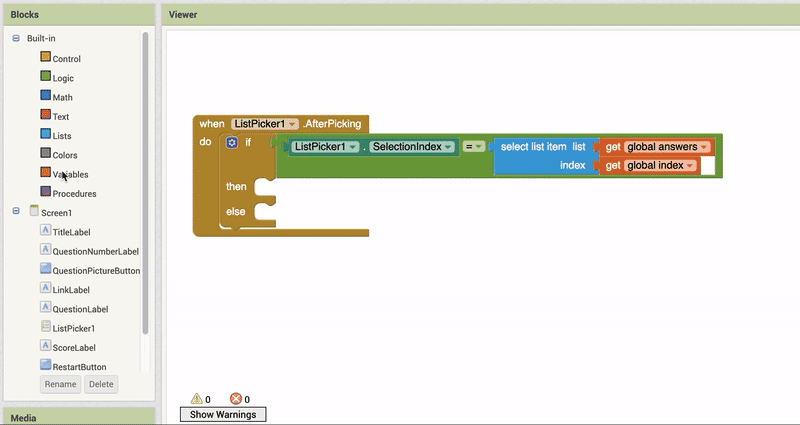 Blocks
Viewer
Built-in
Control
Logic
Math
Text
Lists
Colors
Variables
Procedures
Screen1
TitleLabel
QuestionNumberLabel
QuestionPictureButton
LinkLabel
QuestionLabel
ListPicker1
ScoreLabel
RestartButton
Rename Delete
Media
when ListPicker1 .AfterPicking
do if ListPicker1 . SelectionIndex = select list item list get global answers
index get global index
then
else
0 0
Show Warnings